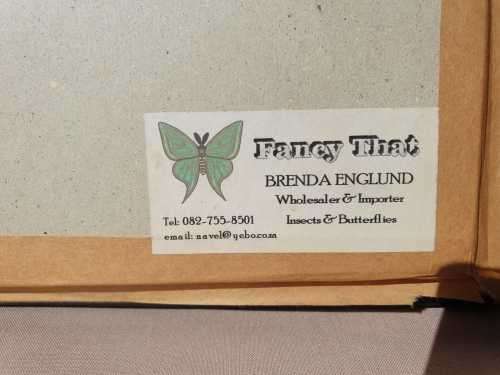 Fancy That
BRENDA ENGLUND
Wholesaler & Importer
Tel: 082-755-8501 Insects & Butterflies
email: navel@yebo.co.za